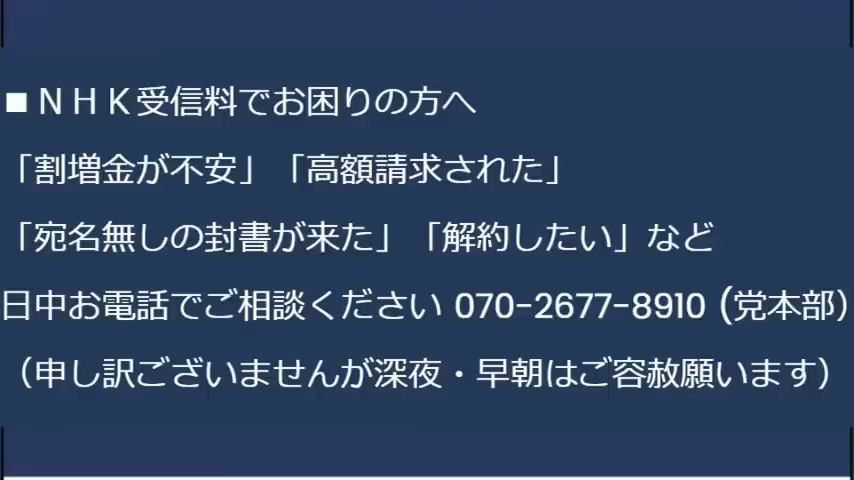 ■ＮＨＫ受信料でお困りの方へ
「割増金が不安」「高額請求された」
「宛名無しの封書が来た」「解約したい」など
日中お電話でご相談ください 070-2677-8910 (党本部)
（申し訳ございませんが深夜・早朝はご容赦願います）